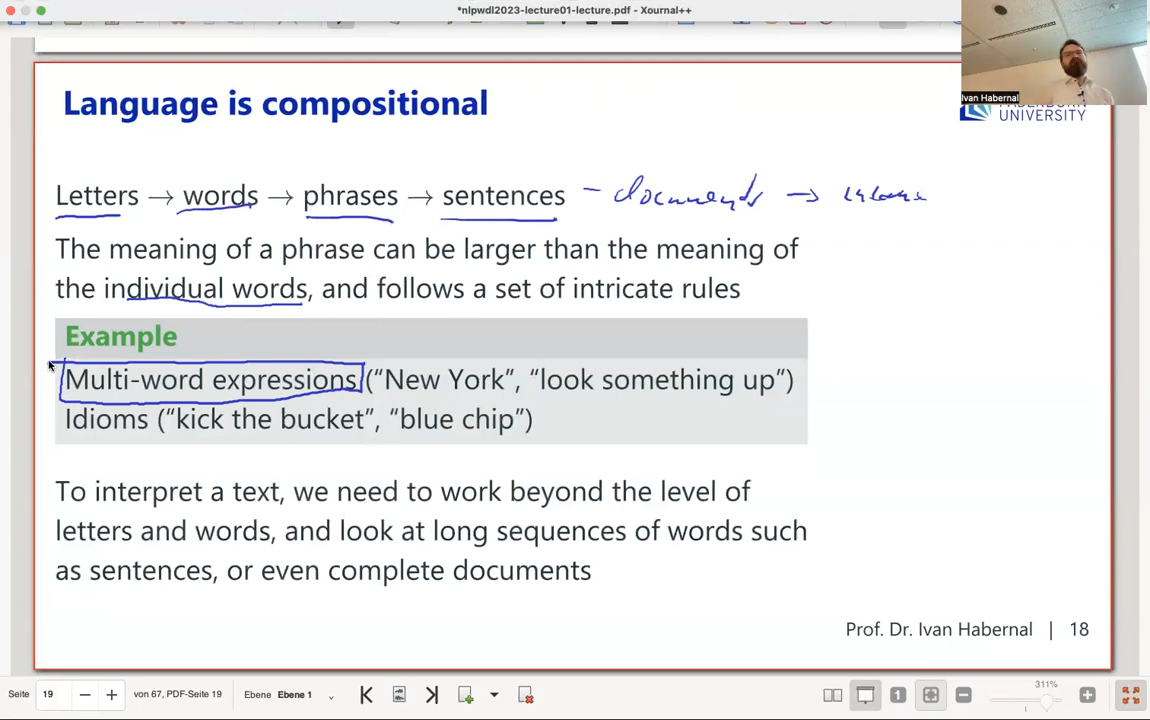 *nlpwdl2023-lecture01-lecture.pdf - Xournal++
Ivan Habernal
Language is compositional
UNIVERSITY
Letters → words → phrases → sentences – documents →
The meaning of a phrase can be larger than the meaning of
the individual words, and follows a set of intricate rules
Example
Multi-word expressions (“New York”, “look something up”)
Idioms (“kick the bucket”, “blue chip”)
To interpret a text, we need to work beyond the level of
letters and words, and look at long sequences of words such
as sentences, or even complete documents
Prof. Dr. Ivan Habernal | 18
Seite 19 von 67, PDF-Seite 19 Ebene Ebene 1 1 311%